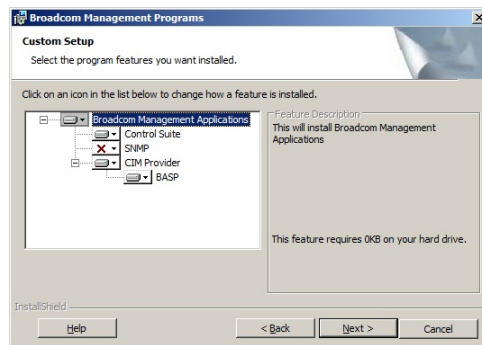 Broadcom Management Programs
Custom Setup
Select the program features you want installed.
Click on an icon in the list below to change how a feature is installed.
Broadcom Management Applications
Control Suite
SNMP
CIM Provider
BASP
Feature Description
This will install Broadcom Management
Applications
This feature requires 0KB on your hard drive.
InstallShield
Help
< Back
Next >
Cancel